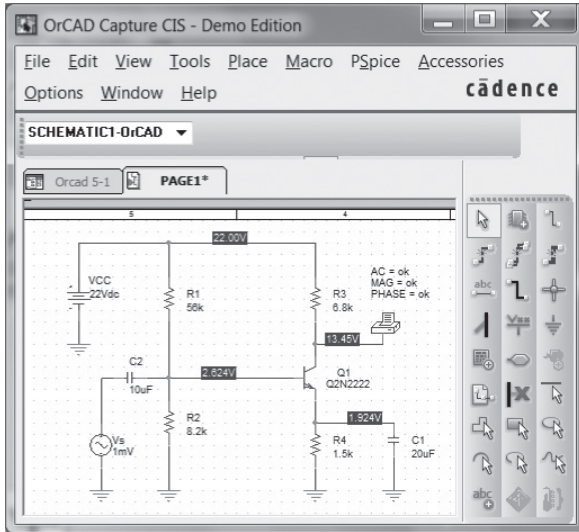 OrCAD Capture CIS - Demo Edition
File Edit View Tools Place Macro PSpice Accessories
Options Window Help
cādence
SCHEMATIC1-OrCAD
Orcad 5-1
PAGE1*
5
4
22.00V
VCC
22Vdc
R1
56k
R3
6.8k
AC = ok
MAG = ok
PHASE = ok
13.45V
C2
10uF
2.624V
Q1
Q2N2222
Vs
1mV
R2
8.2k
1.924V
R4
1.5k
C1
20uF
abc
abc